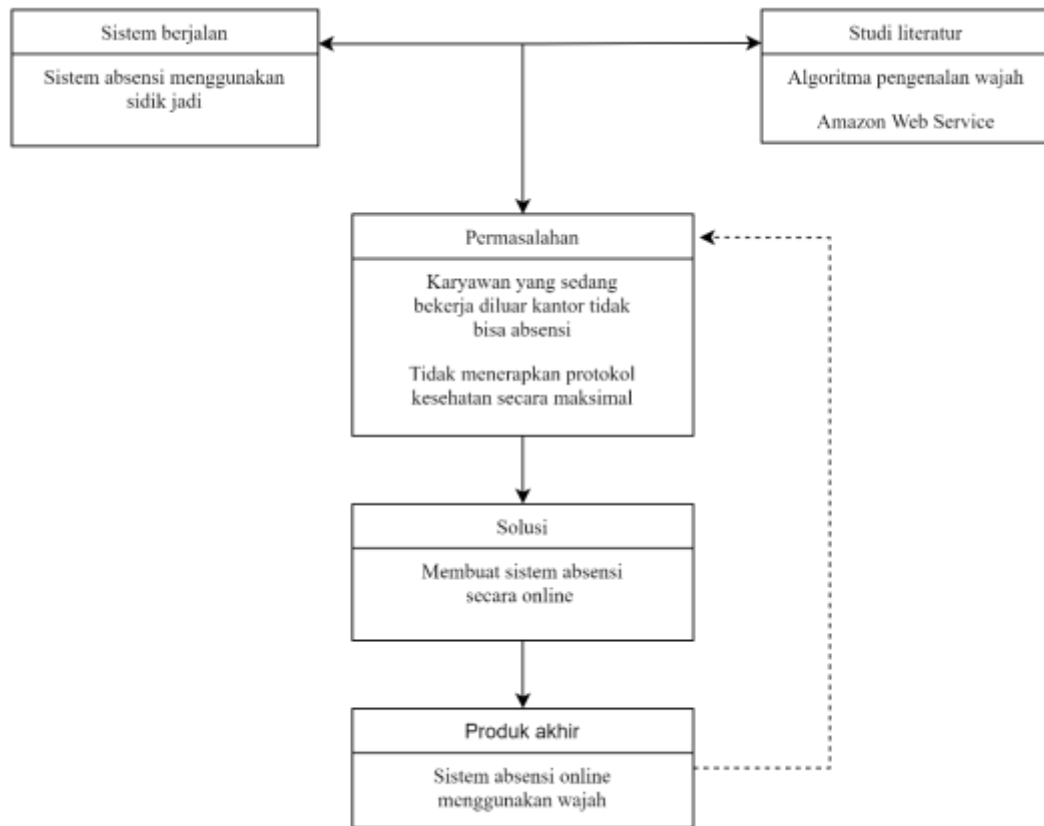 Sistem berjalan
Sistem absensi menggunakan
sidik jadi
Studi literatur
Algoritma pengenalan wajah
Amazon Web Service
Permasalahan
Karyawan yang sedang
bekerja diluar kantor tidak
bisa absensi
Tidak menerapkan protokol
kesehatan secara maksimal
Solusi
Membuat sistem absensi
secara online
Produk akhir
Sistem absensi online
menggunakan wajah